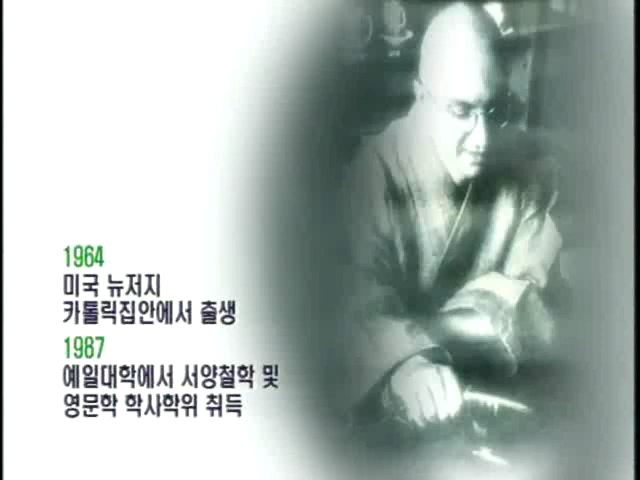 1964
미국 뉴저지
카톨릭집안에서 출생
1987
예일대학에서 서양철학 및
영문학 학사학위 취득